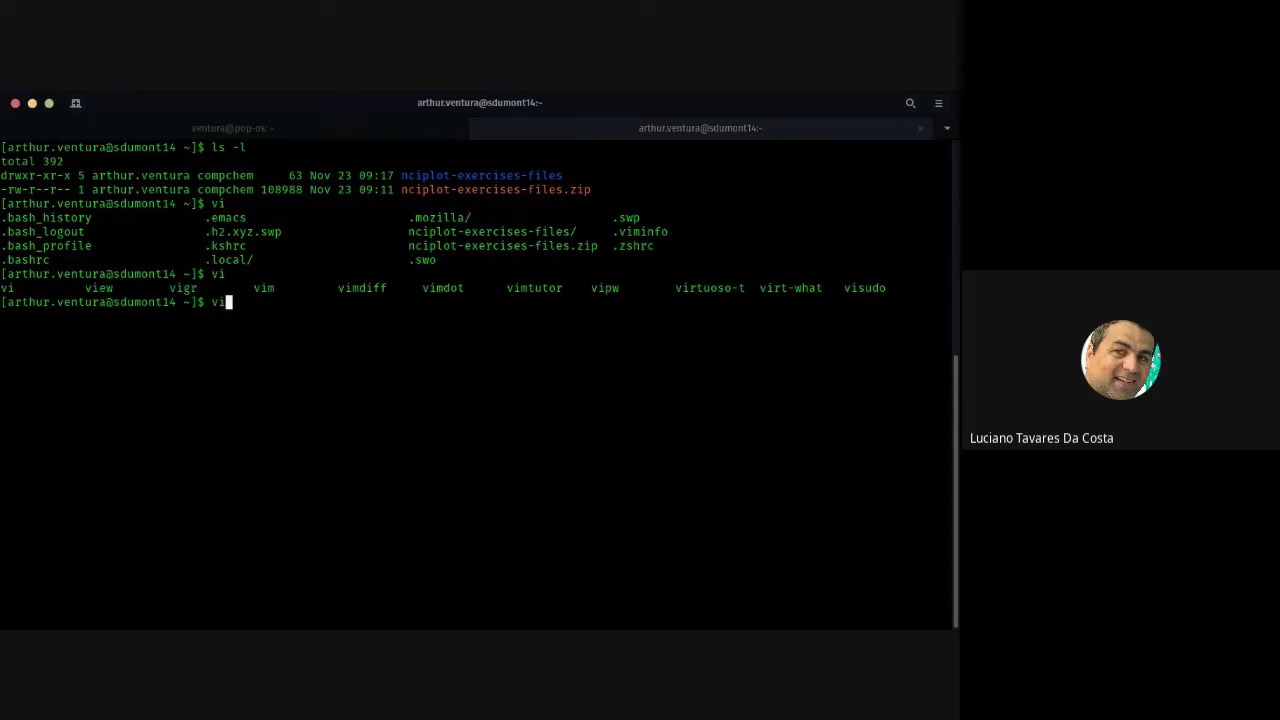 arthur.ventura@sdumont14:~
ventura@pop-os: ~ arthur.ventura@sdumont14:~
[arthur.ventura@sdumont14 ~]$ ls -l
total 392
drwxr-xr-x 5 arthur.ventura compchem     63 Nov 23 09:17 nciplot-exercises-files
-rw-r--r-- 1 arthur.ventura compchem 108988 Nov 23 09:11 nciplot-exercises-files.zip
[arthur.ventura@sdumont14 ~]$ vi
.bash_history .emacs .mozilla/ .swp
.bash_logout .h2.xyz.swp nciplot-exercises-files/ .viminfo
.bash_profile .kshrc nciplot-exercises-files.zip .zshrc
.bashrc .local/ .swo
[arthur.ventura@sdumont14 ~]$ vi
vi view vigr vim vimdiff vimdot vimtutor vipw virtuoso-t virt-what visudo
[arthur.ventura@sdumont14 ~]$ vi
Luciano Tavares Da Costa